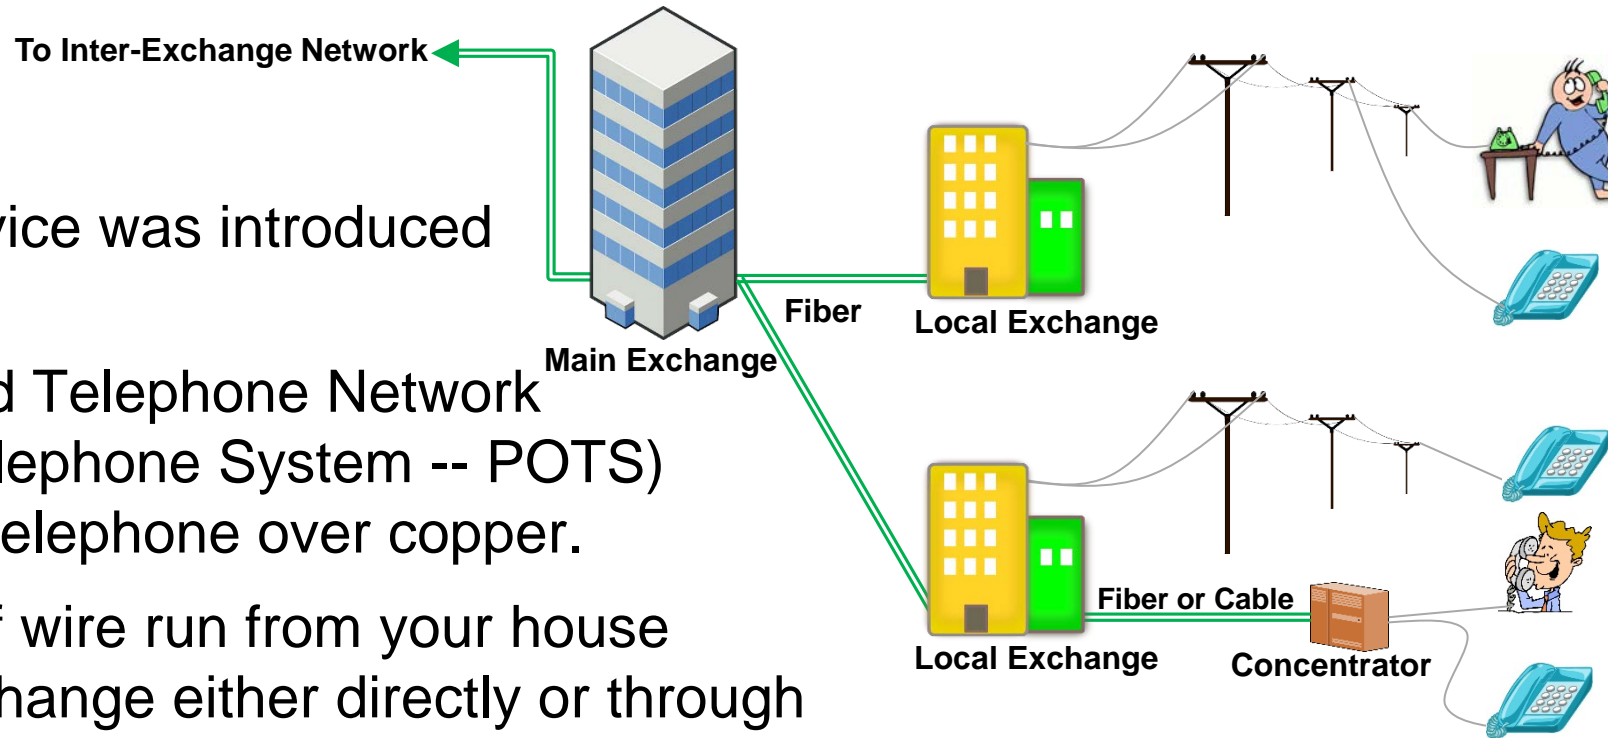 To Inter-Exchange Network
vice was introduced
Fiber
Local Exchange
Main Exchange
d Telephone Network
lephone System -- POTS)
elephone over copper.
f wire run from your house
Fiber or Cable
Local Exchange
Concentrator
hange either directly or through